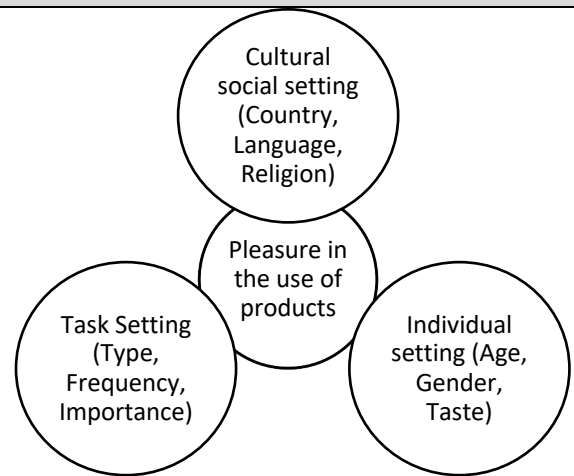 Cultural
social setting
(Country,
Language,
Religion)
Pleasure in
the use of
products
Task Setting
(Type,
Frequency,
Importance)
Individual
setting (Age,
Gender,
Taste)